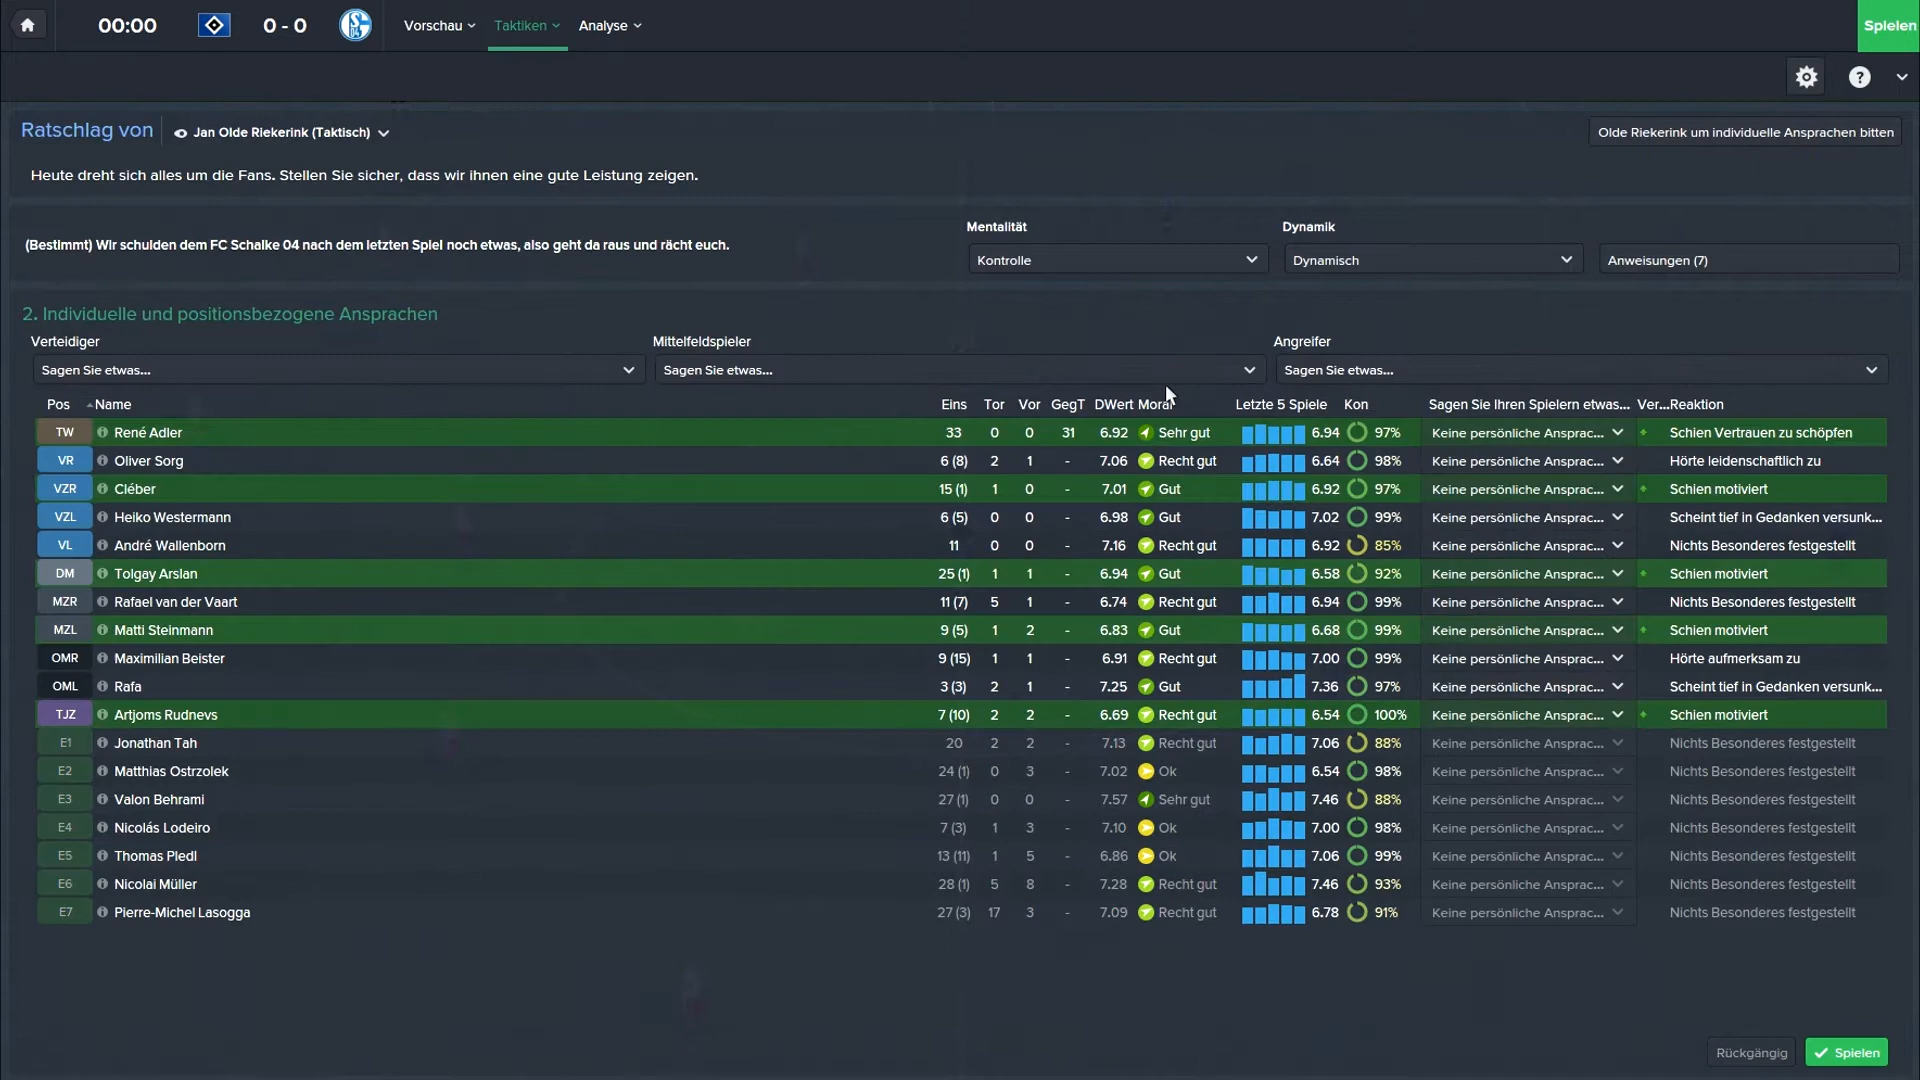 00:00
0 - 0
Vorschau
Taktiken
Analyse
Spielen
?
Ratschlag von
Jan Olde Riekerink (Taktisch)
Olde Riekerink um individuelle Ansprachen bitten
Heute dreht sich alles um die Fans. Stellen Sie sicher, dass wir ihnen eine gute Leistung zeigen.
Mentalität
Dynamik
(Bestimmt) Wir schulden dem FC Schalke 04 nach dem letzten Spiel noch etwas, also geht da raus und rächt euch.
Kontrolle
Dynamisch
Anweisungen (7)
2. Individuelle und positionsbezogene Ansprachen
Verteidiger
Mittelfeldspieler
Angreifer
Sagen Sie etwas...
Sagen Sie etwas...
Sagen Sie etwas...
Pos Name Eins Tor Vor GegT DWert Moral Letzte 5 Spiele Kon Sagen Sie Ihren Spielern etwas... Ver... Reaktion
TW René Adler 33 0 0 31 6.92 Sehr gut 6.94 97% Keine persönliche Ansprac... Schien Vertrauen zu schöpfen
VR Oliver Sorg 6 (8) 2 1 - 7.06 Recht gut 6.64 98% Keine persönliche Ansprac... Hörte leidenschaftlich zu
VZR Cléber 15 (1) 1 0 - 7.01 Gut 6.92 97% Keine persönliche Ansprac... Schien motiviert
VZL Heiko Westermann 6 (5) 0 0 - 6.98 Gut 7.02 99% Keine persönliche Ansprac... Scheint tief in Gedanken versunk...
VL André Wallenborn 11 0 0 - 7.16 Recht gut 6.92 85% Keine persönliche Ansprac... Nichts Besonderes festgestellt
DM Tolgay Arslan 25 (1) 1 1 - 6.94 Gut 6.58 92% Keine persönliche Ansprac... Schien motiviert
MZR Rafael van der Vaart 11 (7) 5 1 - 6.74 Recht gut 6.94 99% Keine persönliche Ansprac... Nichts Besonderes festgestellt
MZL Matti Steinmann 9 (5) 1 2 - 6.83 Gut 6.68 99% Keine persönliche Ansprac... Schien motiviert
OMR Maximilian Beister 9 (15) 1 1 - 6.91 Recht gut 7.00 99% Keine persönliche Ansprac... Hörte aufmerksam zu
OML Rafa 3 (3) 2 1 - 7.25 Gut 7.36 97% Keine persönliche Ansprac... Scheint tief in Gedanken versunk...
TJZ Artjoms Rudnevs 7 (10) 2 2 - 6.69 Recht gut 6.54 100% Keine persönliche Ansprac... Schien motiviert
E1 Jonathan Tah 20 2 2 - 7.13 Recht gut 7.06 88% Keine persönliche Ansprac... Nichts Besonderes festgestellt
E2 Matthias Ostrzolek 24 (1) 0 3 - 7.02 Ok 6.54 98% Keine persönliche Ansprac... Nichts Besonderes festgestellt
E3 Valon Behrami 27 (1) 0 0 - 7.57 Sehr gut 7.46 88% Keine persönliche Ansprac... Nichts Besonderes festgestellt
E4 Nicolás Lodeiro 7 (3) 1 3 - 7.10 Ok 7.00 98% Keine persönliche Ansprac... Nichts Besonderes festgestellt
E5 Thomas Pledl 13 (11) 1 5 - 6.86 Ok 7.06 99% Keine persönliche Ansprac... Nichts Besonderes festgestellt
E6 Nicolai Müller 28 (1) 5 8 - 7.28 Recht gut 7.46 93% Keine persönliche Ansprac... Nichts Besonderes festgestellt
E7 Pierre-Michel Lasogga 27 (3) 17 3 - 7.09 Recht gut 6.78 91% Keine persönliche Ansprac... Nichts Besonderes festgestellt
Rückgängig
Spielen